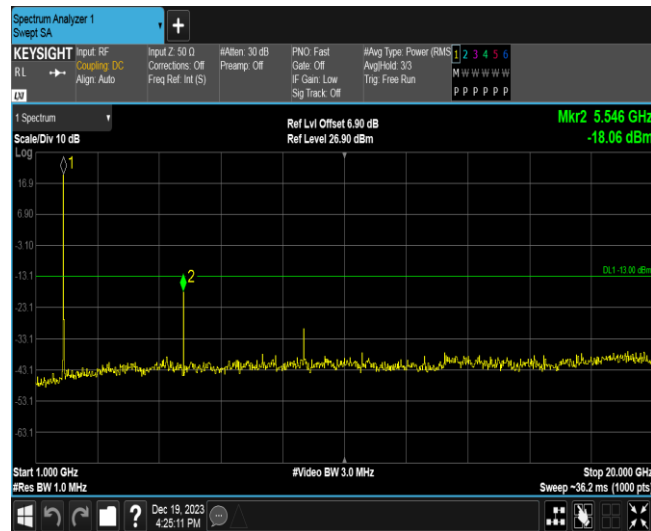 Spectrum Analyzer 1
Swept SA
+
KEYSIGHT
RL
LXI
Input: RF
Coupling: DC
Align: Auto
Input Z: 50 Ω
Corrections: Off
Freq Ref: Int (S)
#Atten: 30 dB
Preamp: Off
PNO: Fast
Gate: Off
IF Gain: Low
Sig Track: Off
#Avg Type: Power (RMS
Avg|Hold: 3/3
Trig: Free Run
1 2 3 4 5 6
M W W W W W
P P P P P P
1 Spectrum
Scale/Div 10 dB
Log
Ref Lvl Offset 6.90 dB
Ref Level 26.90 dBm
Mkr2 5.546 GHz
-18.06 dBm
1
16.9
6.90
-3.10
-13.1
2
DL1 -13.00 dBm
-23.1
-33.1
-43.1
-53.1
-63.1
Start 1.000 GHz
#Res BW 1.0 MHz
#Video BW 3.0 MHz
Stop 20.000 GHz
Sweep ~36.2 ms (1000 pts)
?
Dec 19, 2023
4:25:11 PM